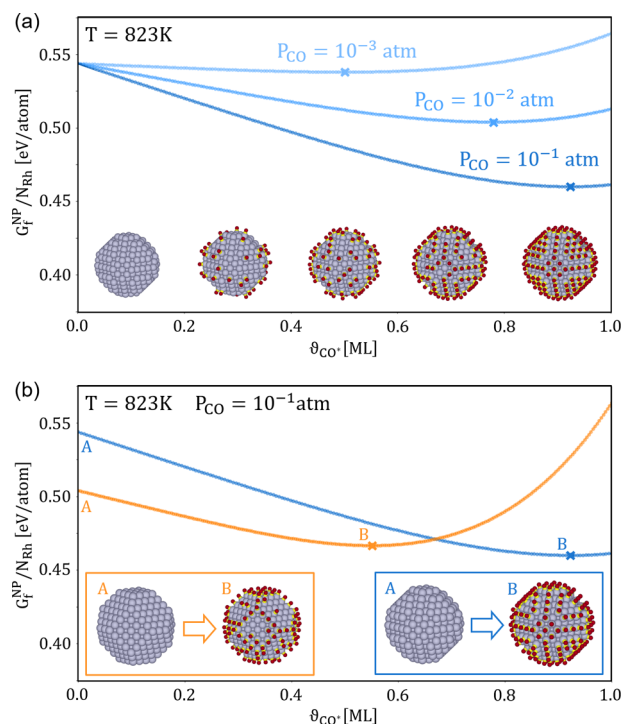 (a)
T = 823K
P_CO = 10⁻³ atm
P_CO = 10⁻² atm
P_CO = 10⁻¹ atm
G_f^NP/N_Rh [eV/atom]
0.55
0.50
0.45
0.40
0.0 0.2 0.4 0.6 0.8 1.0
ϑ_CO* [ML]
(b)
T = 823K P_CO = 10⁻¹atm
G_f^NP/N_Rh [eV/atom]
0.55
0.50
0.45
0.40
A
A
B
B
A B
A B
0.0 0.2 0.4 0.6 0.8 1.0
ϑ_CO* [ML]